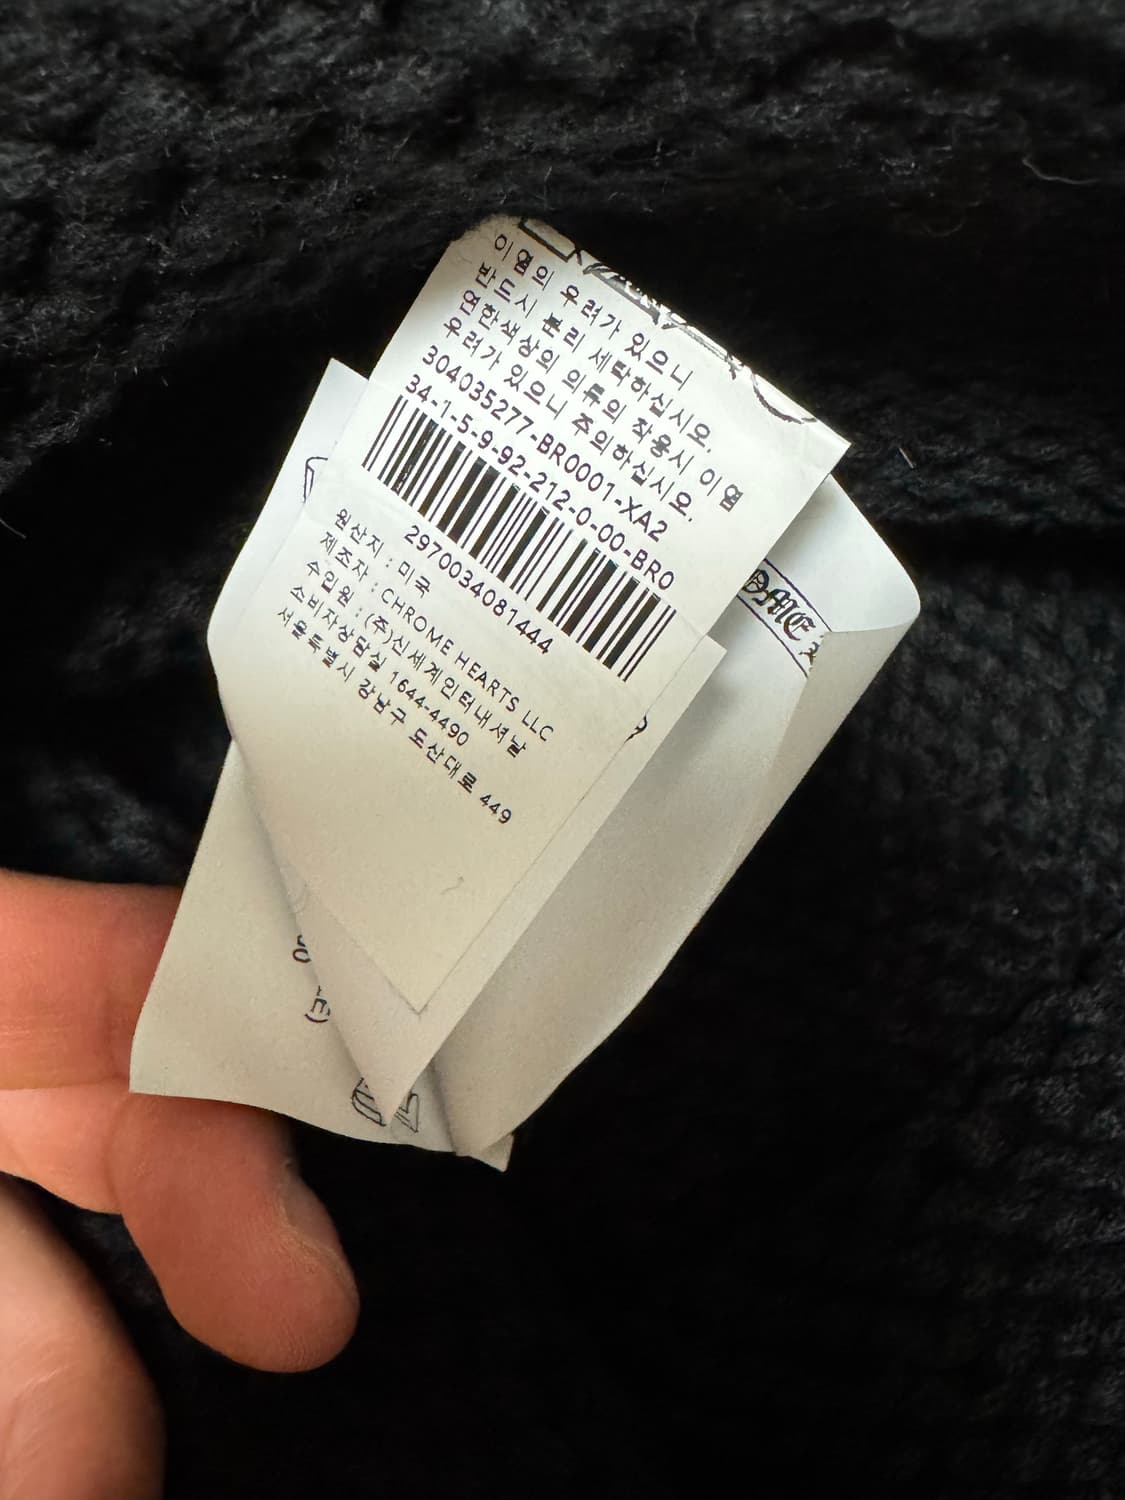 이염의 우려가 있으니
반드시 분리 세탁하십시오.
연한색상의 의류의 착용시 이염
우려가 있으니 주의하십시오.
304035277-BR0001-XA2
34-1-5-9-92-212-0-00-BR0
2970034081444
원산지 : 미국
제조자 : CHROME HEARTS LLC
수입원 : (주)신세계인터내셔날
소비자상담실 1644-4490
서울특별시 강남구 도산대로 449